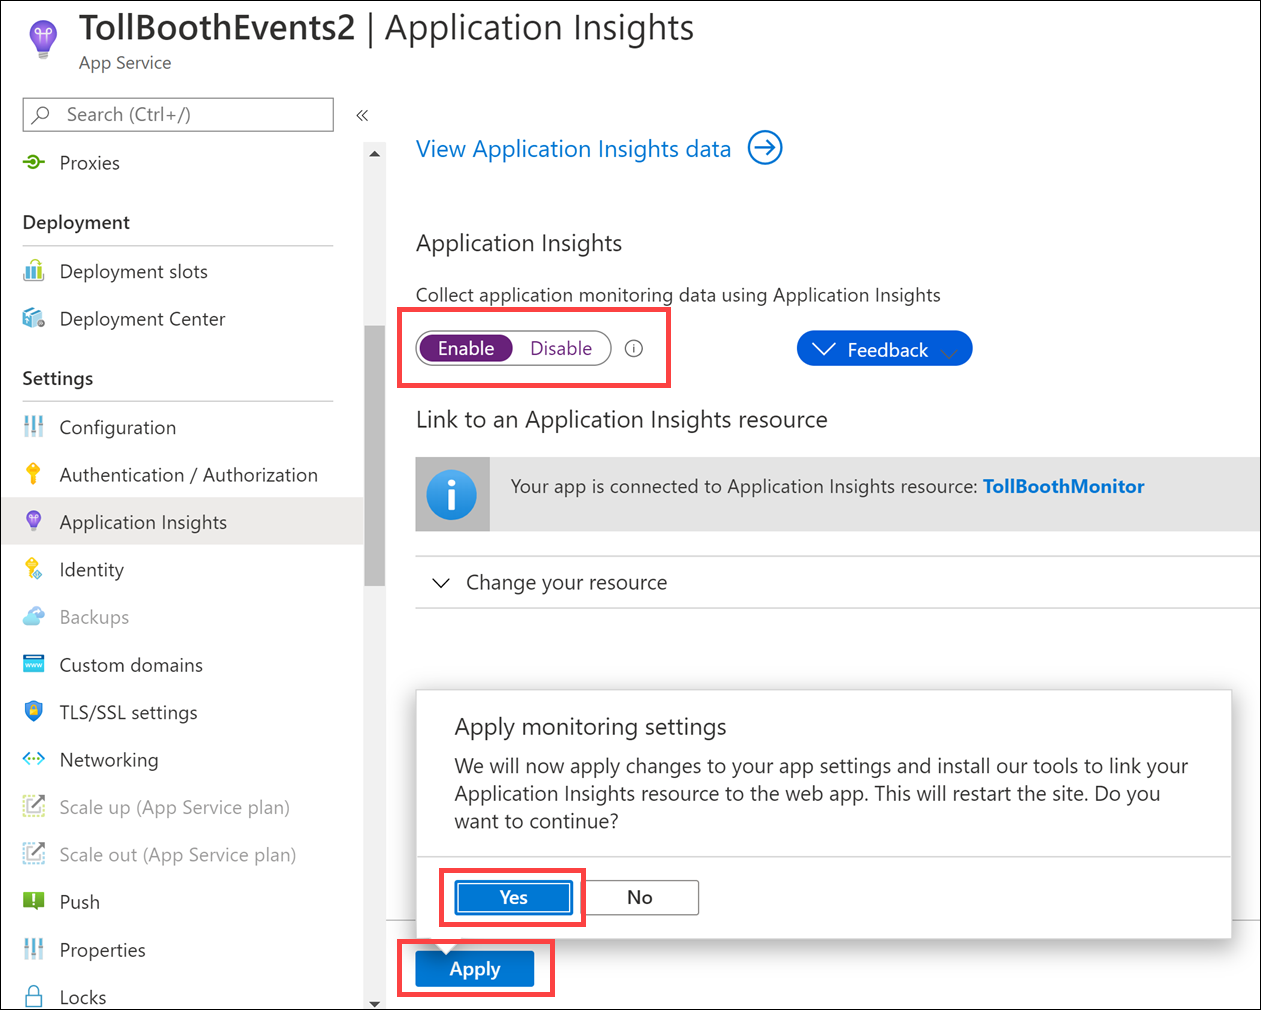 TollBoothEvents2 | Application Insights
App Service
Search (Ctrl+/)
«
Proxies
Deployment
Deployment slots
Deployment Center
Settings
Configuration
Authentication / Authorization
Application Insights
Identity
Backups
Custom domains
www
TLS/SSL settings
Networking
Scale up (App Service plan)
Scale out (App Service plan)
Push
Properties
Locks
View Application Insights data
Application Insights
Collect application monitoring data using Application Insights
Enable Disable
Feedback
Link to an Application Insights resource
Your app is connected to Application Insights resource: TollBoothMonitor
Change your resource
Apply monitoring settings
We will now apply changes to your app settings and install our tools to link your
Application Insights resource to the web app. This will restart the site. Do you
want to continue?
Yes No
Apply